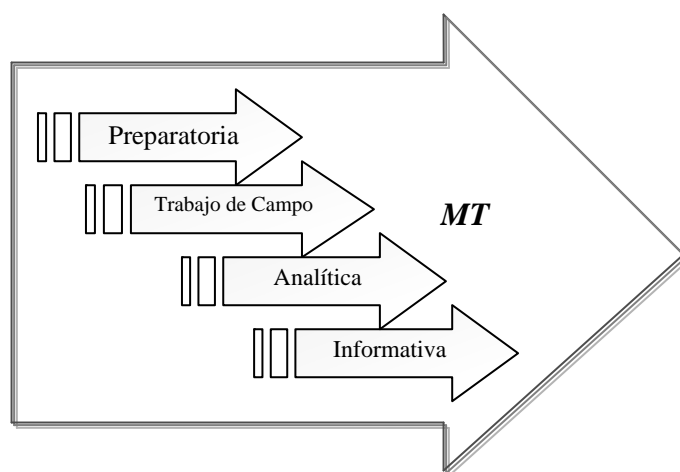 Preparatoria
Trabajo de Campo
MT
Analítica
Informativa